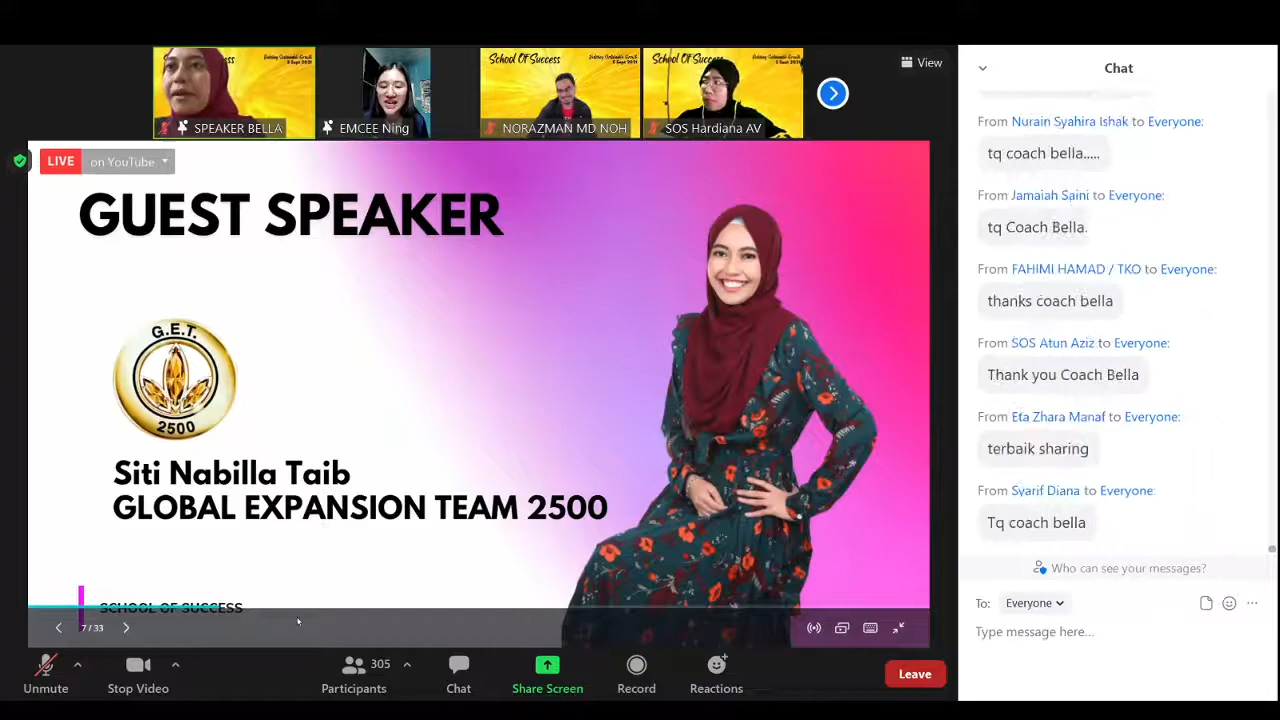 School Of Success
School Of Success
View
SPEAKER BELLA
EMCEE Ning
NORAZMAN MD NOH
SOS Hardiana AV
LIVE on YouTube
GUEST SPEAKER
G.E.T.
2500
Siti Nabilla Taib
GLOBAL EXPANSION TEAM 2500
SCHOOL OF SUCCESS
7 / 33
Unmute
Stop Video
305
Participants
Chat
Share Screen
Record
Reactions
Leave
Chat
From Nurain Syahira Ishak to Everyone:
tq coach bella.....
From Jamaiah Saini to Everyone:
tq Coach Bella.
From FAHIMI HAMAD / TKO to Everyone:
thanks coach bella
From SOS Atun Aziz to Everyone:
Thank you Coach Bella
From Eta Zhara Manaf to Everyone:
terbaik sharing
From Syarif Diana to Everyone:
Tq coach bella
Who can see your messages?
To: Everyone
Type message here...